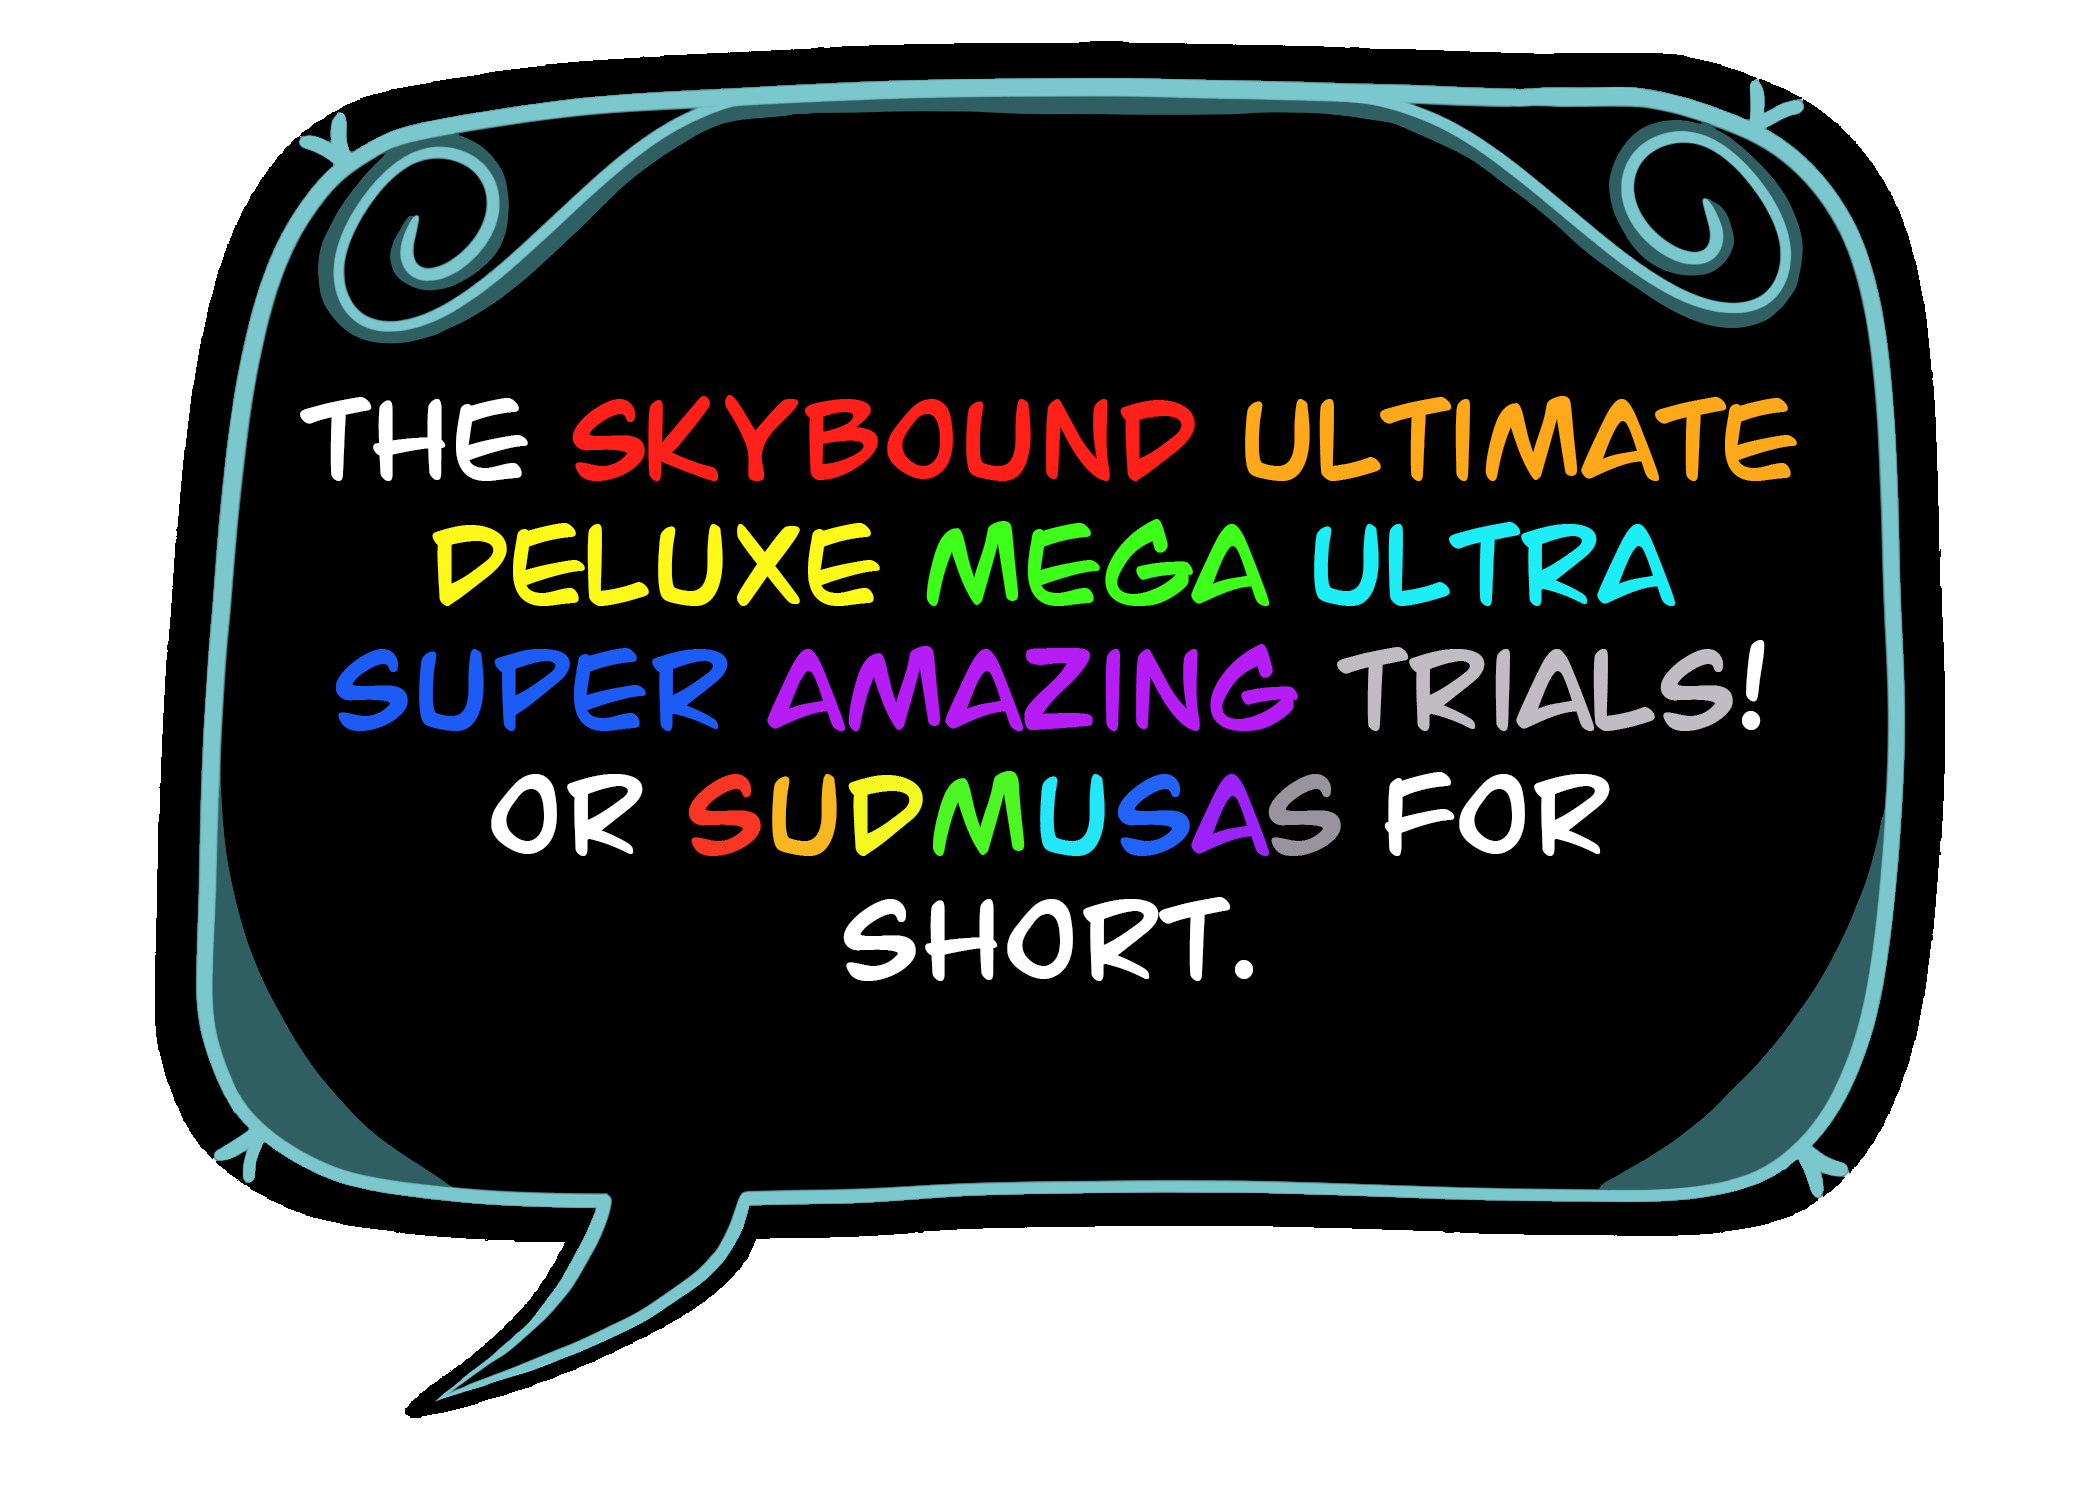 THE SKYBOUND ULTIMATE
DELUXE MEGA ULTRA
SUPER AMAZING TRIALS!
OR SUDMUSAS FOR
SHORT.